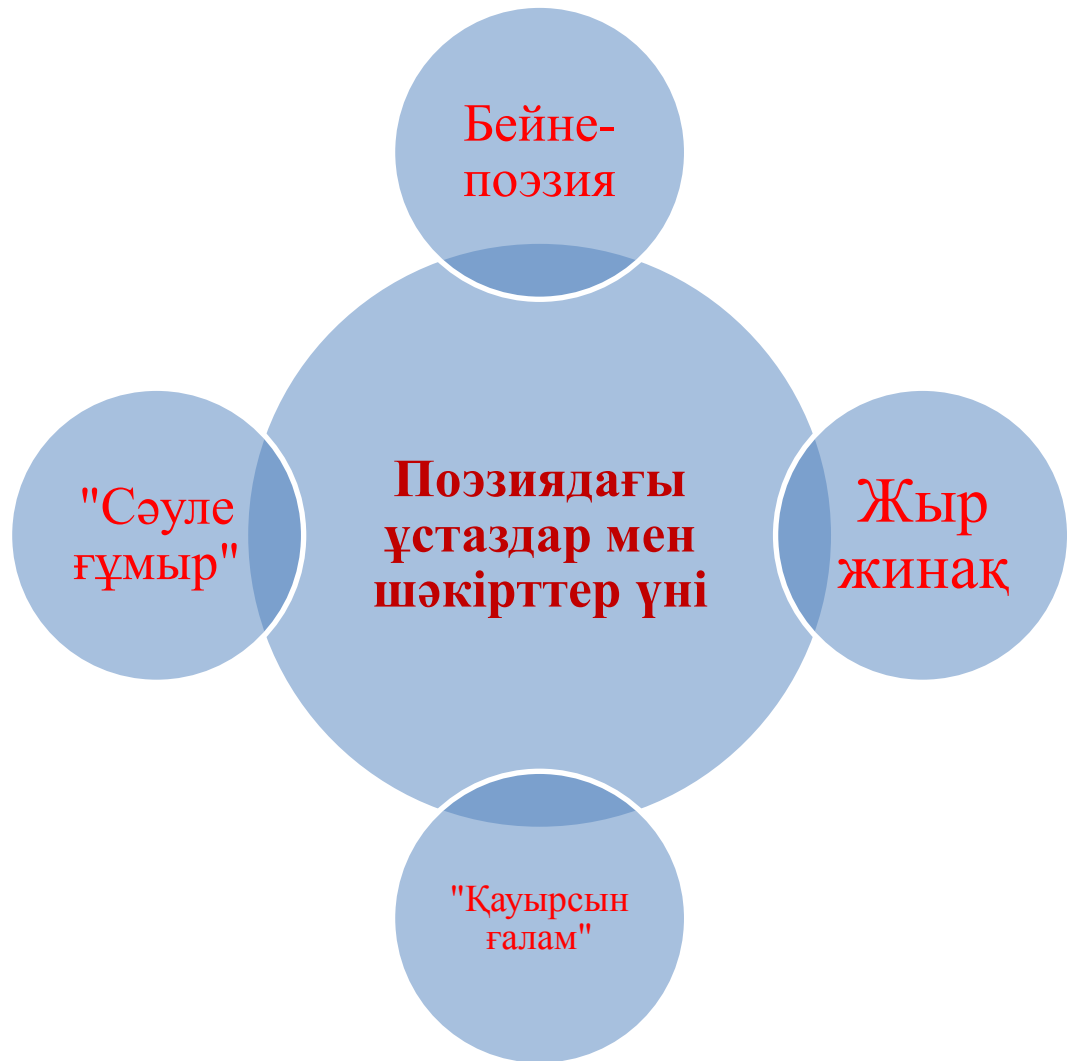 Бейне-
поэзия
"Сәуле
ғұмыр"
Поэзиядағы
ұстаздар мен
шәкірттер үні
Жыр
жинақ
"Қауырсын
ғалам"